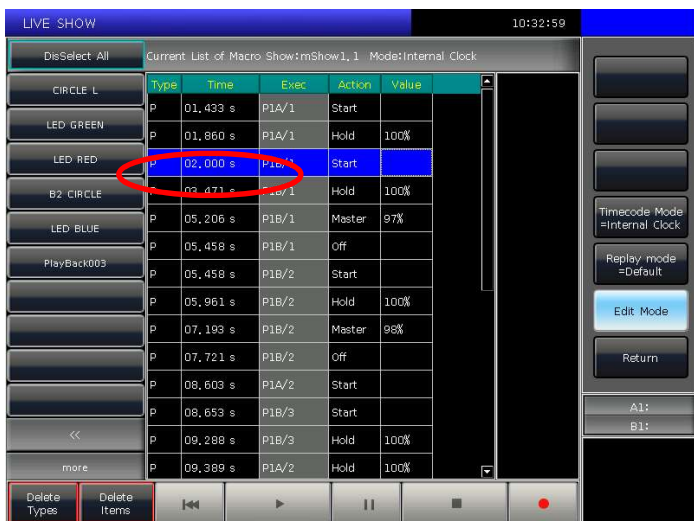 LIVE SHOW 10:32:59
DisSelect All
Current List of Macro Show:mShow1.1 Mode:Internal Clock
CIRCLE L
LED GREEN
LED RED
B2 CIRCLE
LED BLUE
PlayBack003
<<
more
Type Time Exec Action Value
P 01.433 s P1A/1 Start
P 01.860 s P1A/1 Hold 100%
P 02.000 s P1B/1 Start
P 03.471 s P1B/1 Hold 100%
P 05.206 s P1B/1 Master 97%
P 05.458 s P1B/1 Off
P 05.458 s P1B/2 Start
P 05.961 s P1B/2 Hold 100%
P 07.193 s P1B/2 Master 98%
P 07.721 s P1B/2 Off
P 08.603 s P1A/2 Start
P 08.653 s P1B/3 Start
P 09.288 s P1B/3 Hold 100%
P 09.389 s P1A/2 Hold 100%
Timecode Mode
=Internal Clock
Replay mode
=Default
Edit Mode
Return
A1:
B1:
Delete
Types
Delete
Items